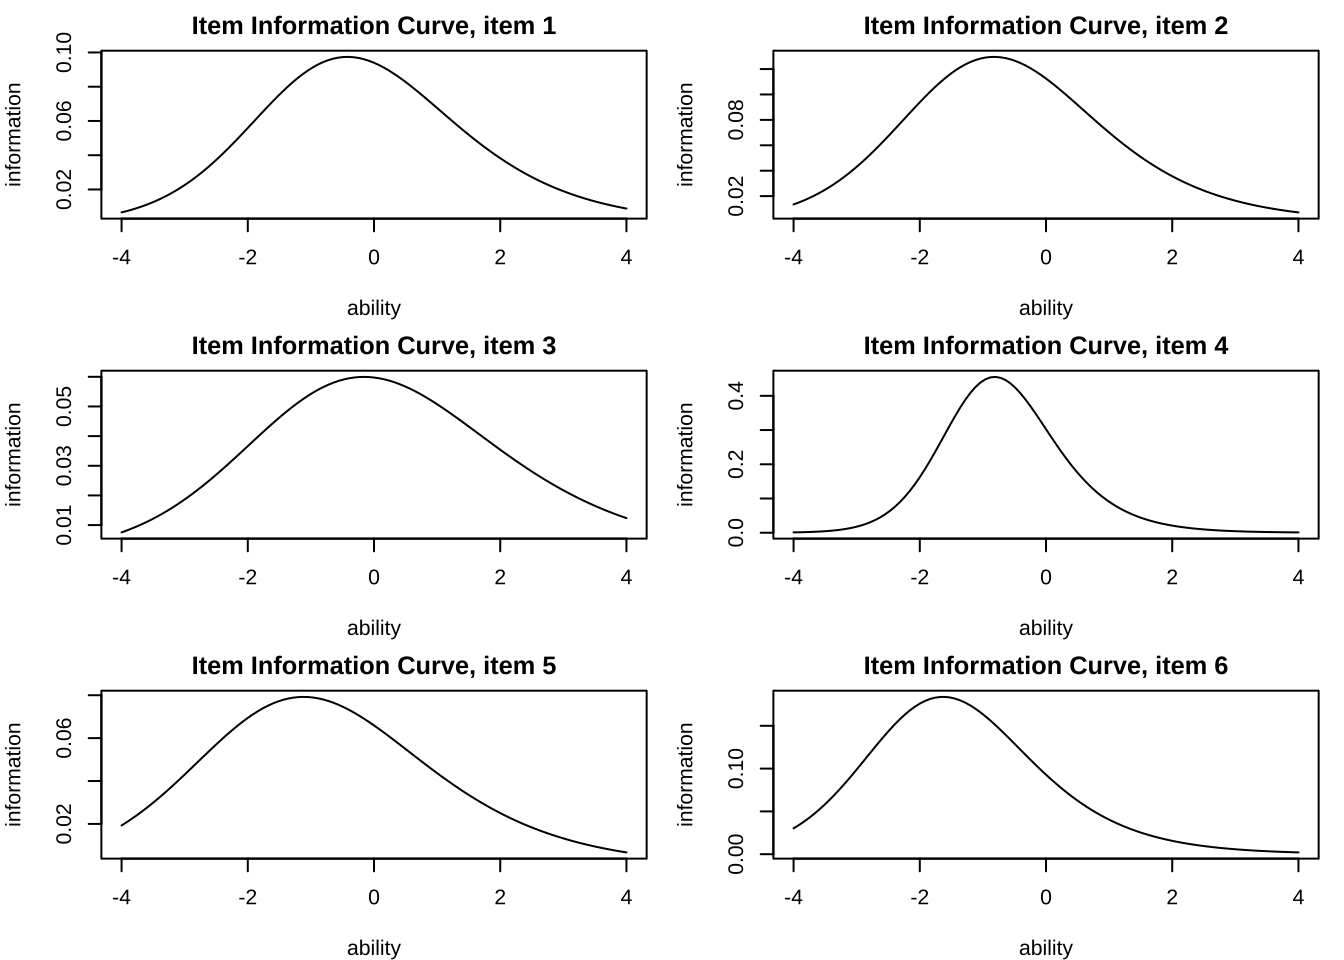 Item Information Curve, item 1
information
0.02 0.06 0.10
-4 -2 0 2 4
ability
Item Information Curve, item 2
information
0.02 0.08
-4 -2 0 2 4
ability
Item Information Curve, item 3
information
0.01 0.03 0.05
-4 -2 0 2 4
ability
Item Information Curve, item 4
information
0.0 0.2 0.4
-4 -2 0 2 4
ability
Item Information Curve, item 5
information
0.02 0.06
-4 -2 0 2 4
ability
Item Information Curve, item 6
information
0.00 0.10
-4 -2 0 2 4
ability